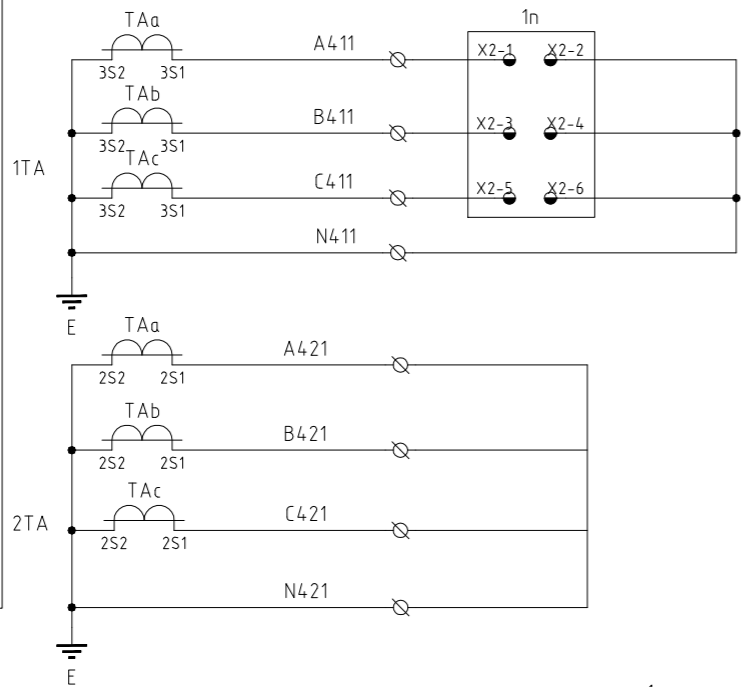 1n
TAa
A411
X2-1 X2-2
3S2 3S1
TAb
B411
X2-3 X2-4
3S2 3S1
1TA
TAc
C411
X2-5 X2-6
3S2 3S1
N411
E
TAa
A421
2S2 2S1
TAb
B421
2S2 2S1
TAc
2TA
C421
2S2 2S1
N421
E